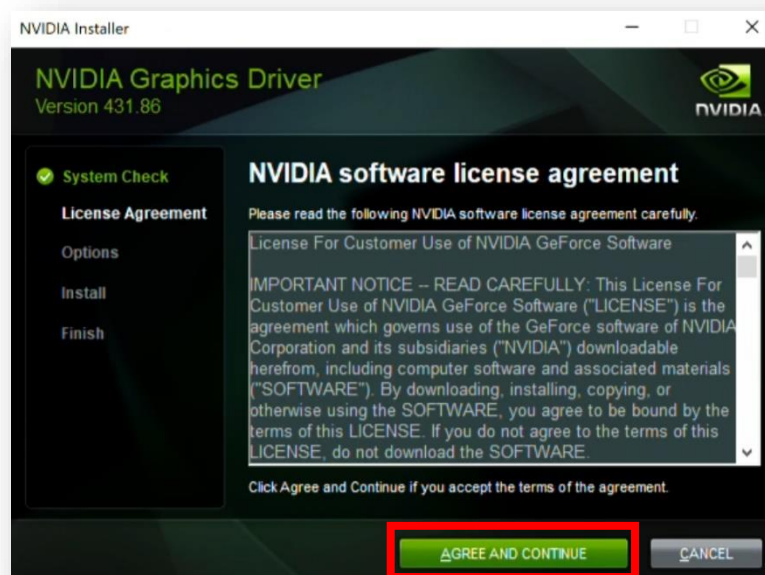 NVIDIA Installer
NVIDIA Graphics Driver
Version 431.86
NVIDIA
System Check
License Agreement
Options
Install
Finish
NVIDIA software license agreement
Please read the following NVIDIA software license agreement carefully.
License For Customer Use of NVIDIA GeForce Software
IMPORTANT NOTICE -- READ CAREFULLY: This License For
Customer Use of NVIDIA GeForce Software ("LICENSE") is the
agreement which governs use of the GeForce software of NVIDIA
Corporation and its subsidiaries ("NVIDIA") downloadable
herefrom, including computer software and associated materials
("SOFTWARE"). By downloading, installing, copying, or
otherwise using the SOFTWARE, you agree to be bound by the
terms of this LICENSE. If you do not agree to the terms of this
LICENSE, do not download the SOFTWARE.
Click Agree and Continue if you accept the terms of the agreement.
AGREE AND CONTINUE
CANCEL